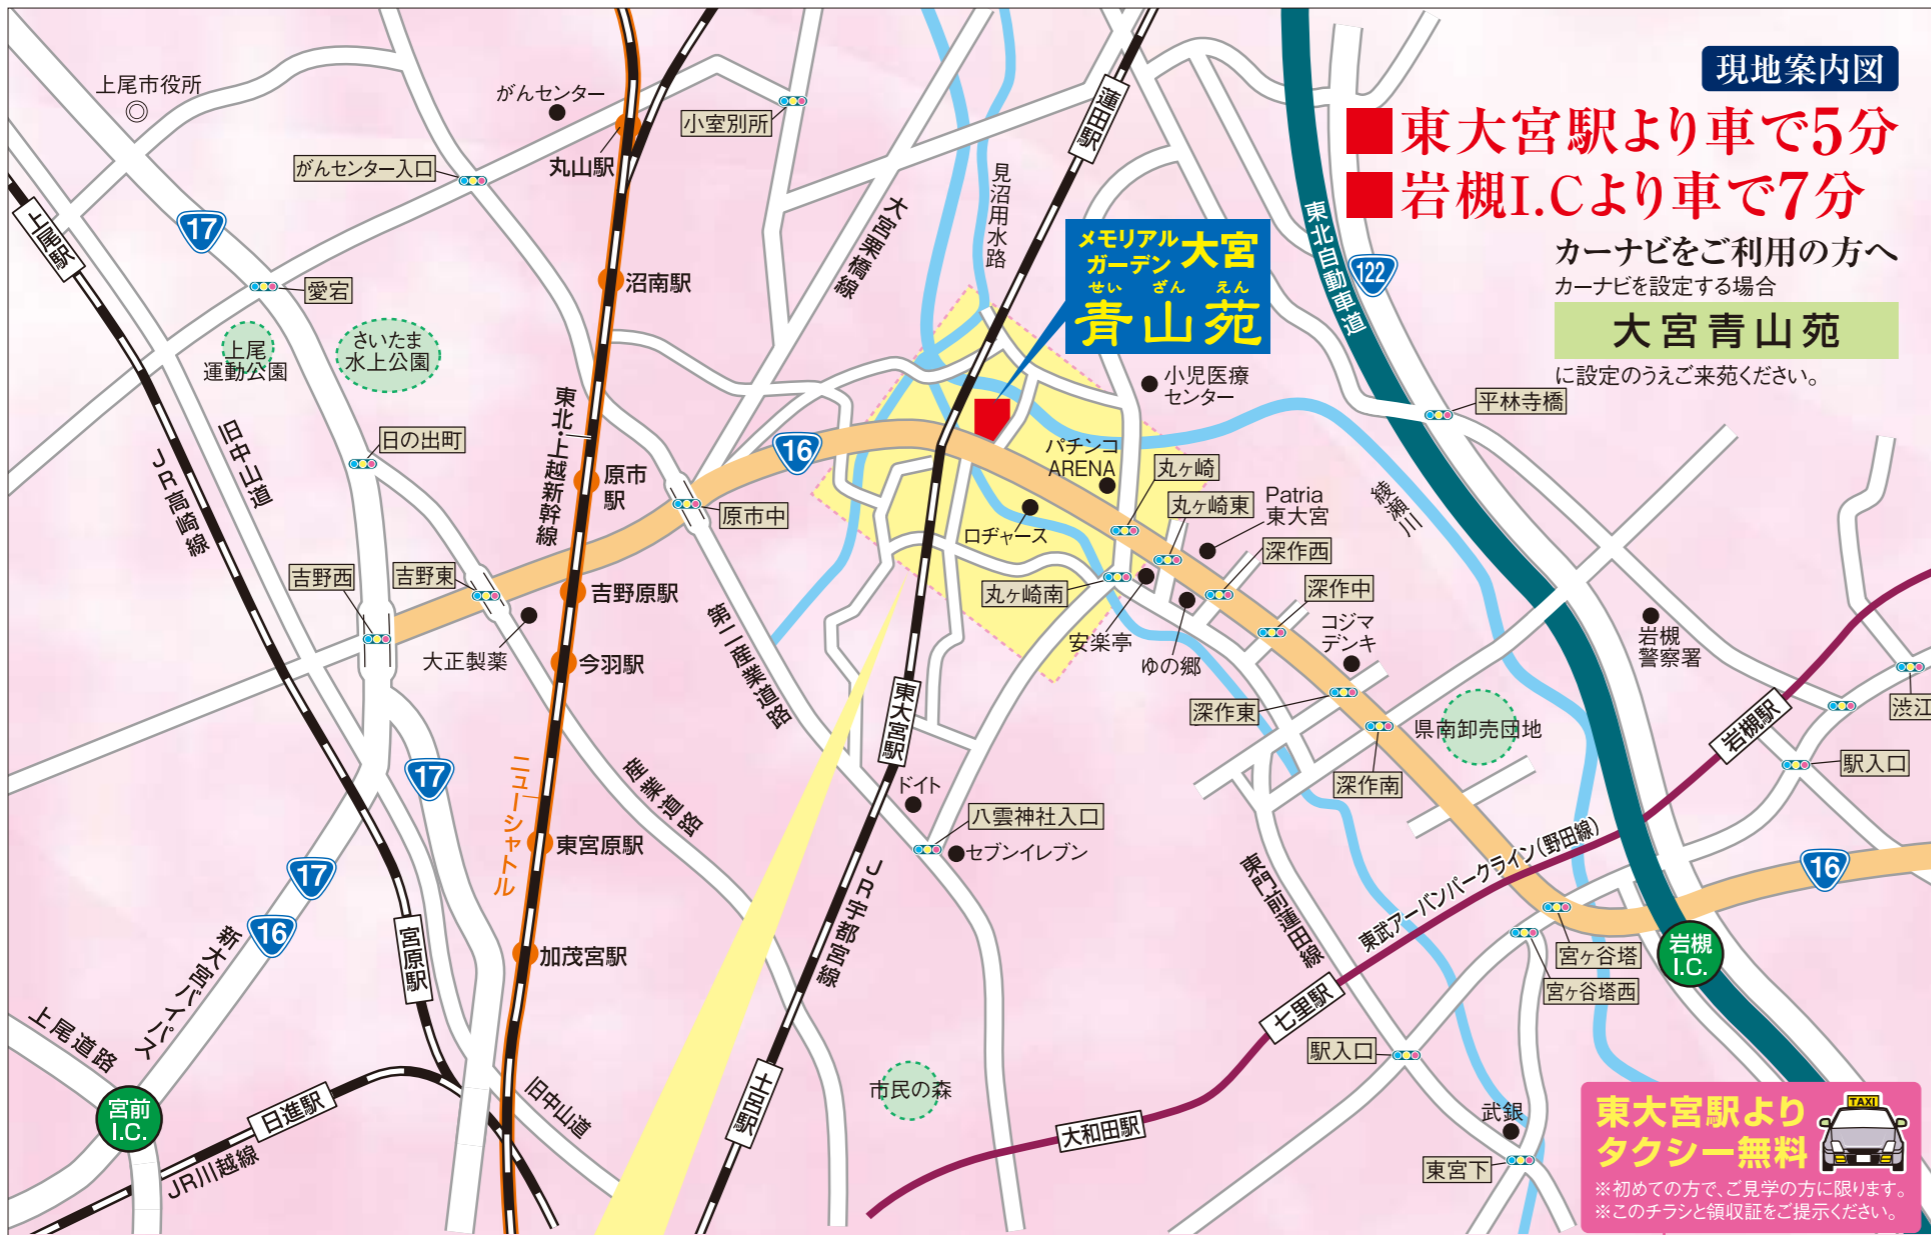 現地案内図
■東大宮駅より車で5分
■岩槻I.Cより車で7分
カーナビをご利用の方へ
カーナビを設定する場合
大宮青山苑
に設定のうえご来苑ください。
メモリアル
ガーデン
大宮
せい ざん えん
青山苑
上尾市役所
がんセンター
小室別所
丸山駅
がんセンター入口
蓮田駅
見沼用水路
大宮栗橋線
東北自動車道
122
上尾駅
17
愛宕
沼南駅
上尾
運動公園
さいたま
水上公園
小児医療
センター
平林寺橋
旧中山道
JR高崎線
日の出町
東北・上越新幹線
原市
駅
16
原市中
パチンコ
ARENA
丸ヶ崎
丸ヶ崎東
Patria
東大宮
綾瀬川
ロヂャース
深作西
吉野西
吉野東
吉野原駅
丸ヶ崎南
深作中
大正製薬
今羽駅
第二産業道路
安楽亭
ゆの郷
コジマ
デンキ
岩槻
警察署
渋江
東大宮駅
深作東
県南卸売団地
岩槻駅
駅入口
深作南
17
ニューシャトル
産業道路
ドイト
八雲神社入口
セブンイレブン
東宮原駅
JR宇都宮線
東門前蓮田線
東武アーバンパークライン(野田線)
16
17
16
新大宮バイパス
宮原駅
加茂宮駅
宮ヶ谷塔
宮ヶ谷塔西
岩槻
I.C.
七里駅
上尾道路
駅入口
宮前
I.C.
日進駅
JR川越線
旧中山道
土呂駅
市民の森
大和田駅
武銀
東宮下
東大宮駅より
タクシー無料
TAXI
※初めての方で、ご見学の方に限ります。
※このチラシと領収証をご提示ください。